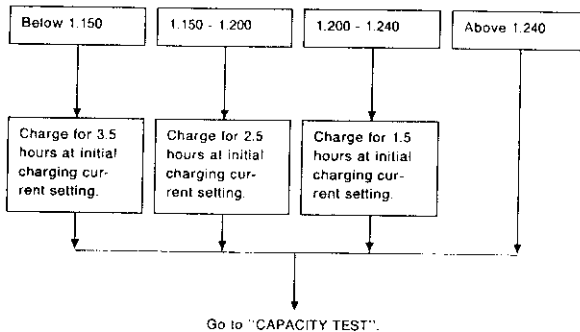 Below 1.150
1.150 - 1.200
1.200 - 1.240
Above 1.240
Charge for 3.5
hours at initial
charging cur-
rent setting.
Charge for 2.5
hours at initial
charging cur-
rent setting.
Charge for 1.5
hours at initial
charging cur-
rent setting.
Go to "CAPACITY TEST".